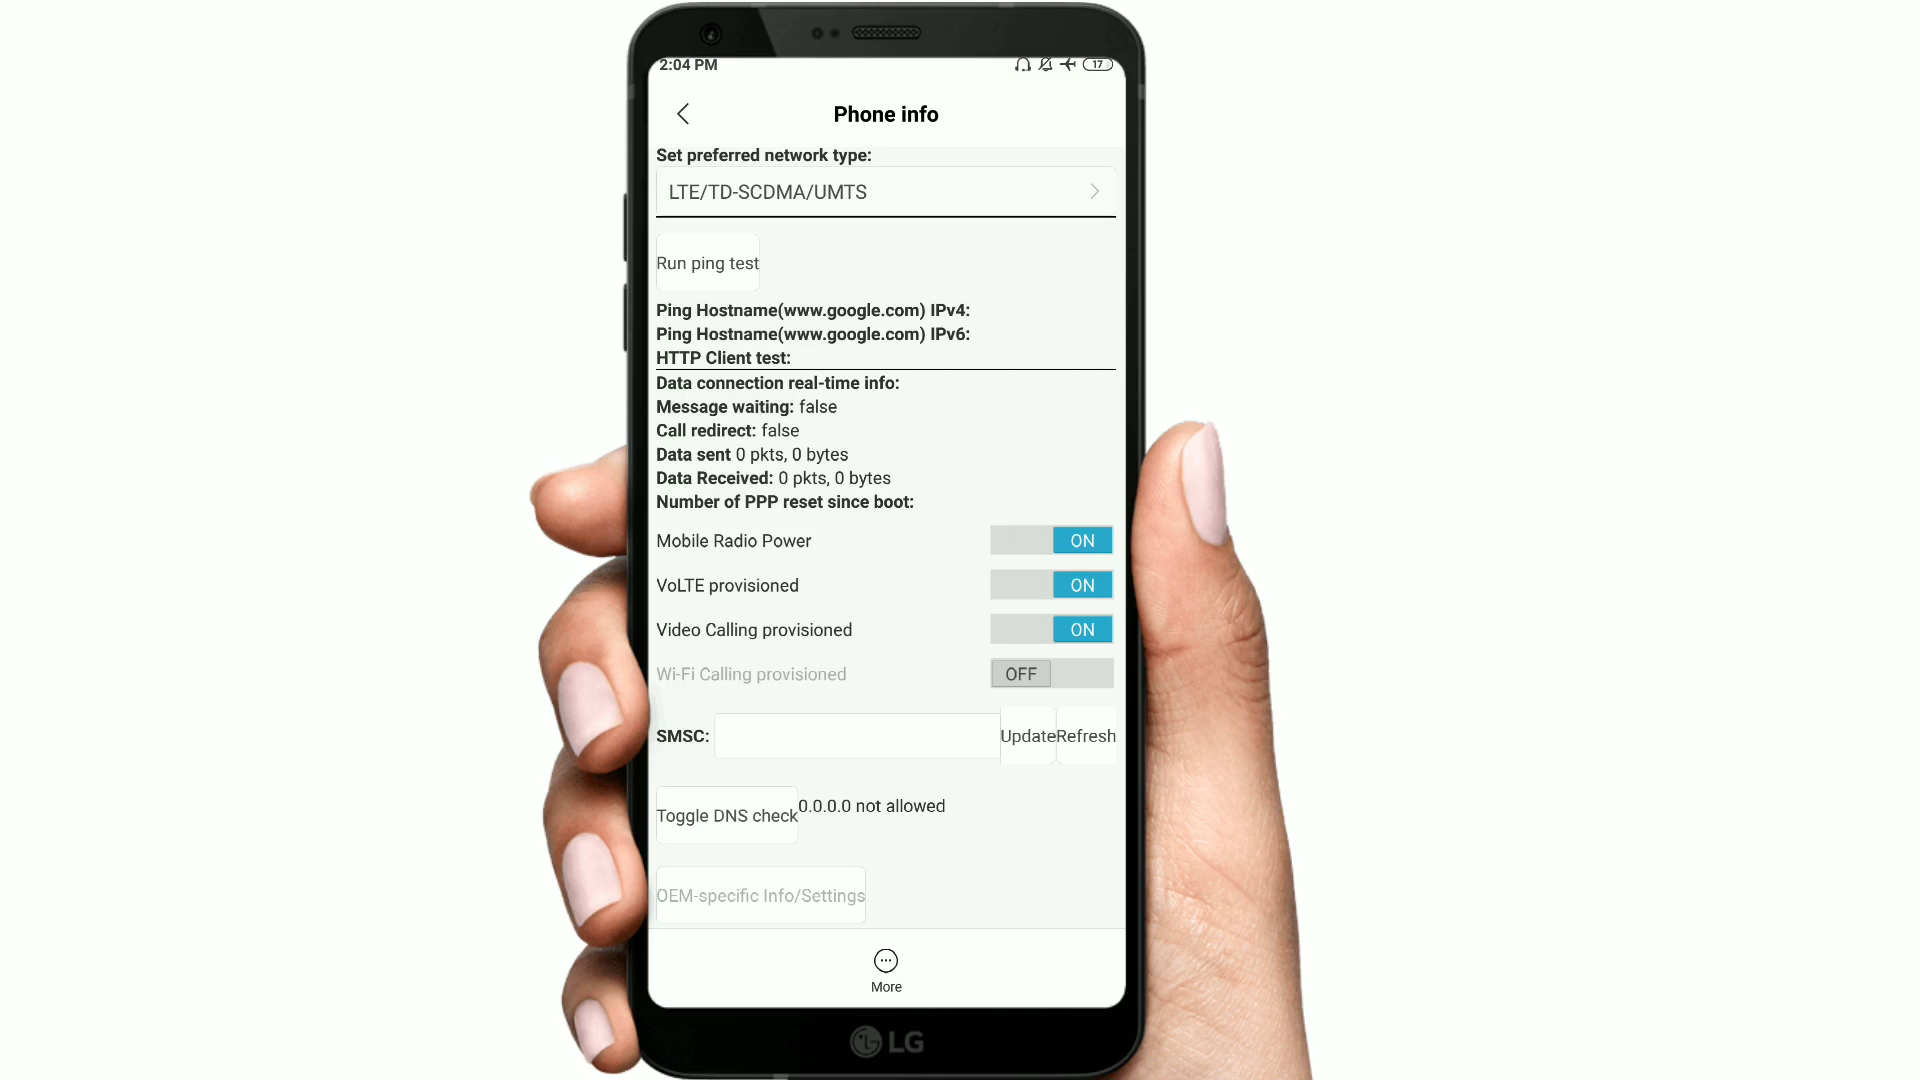 2:04 PM 17
Phone info
Set preferred network type:
LTE/TD-SCDMA/UMTS
Run ping test
Ping Hostname(www.google.com) IPv4:
Ping Hostname(www.google.com) IPv6:
HTTP Client test:
Data connection real-time info:
Message waiting: false
Call redirect: false
Data sent 0 pkts, 0 bytes
Data Received: 0 pkts, 0 bytes
Number of PPP reset since boot:
Mobile Radio Power ON
VoLTE provisioned ON
Video Calling provisioned ON
Wi-Fi Calling provisioned OFF
SMSC: Update Refresh
Toggle DNS check 0.0.0.0 not allowed
OEM-specific Info/Settings
More
LG